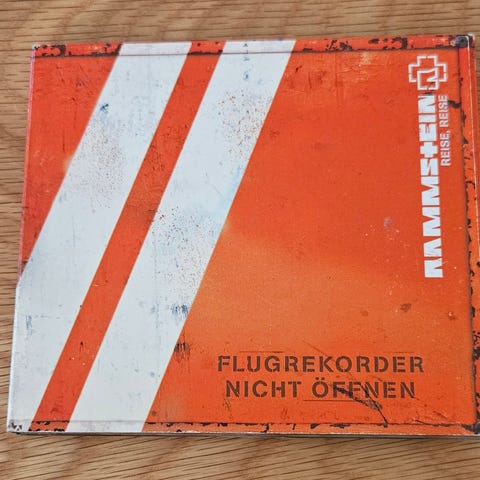 RAMMSTEIN
REISE, REISE
FLUGREKORDER
NICHT ÖFFNEN